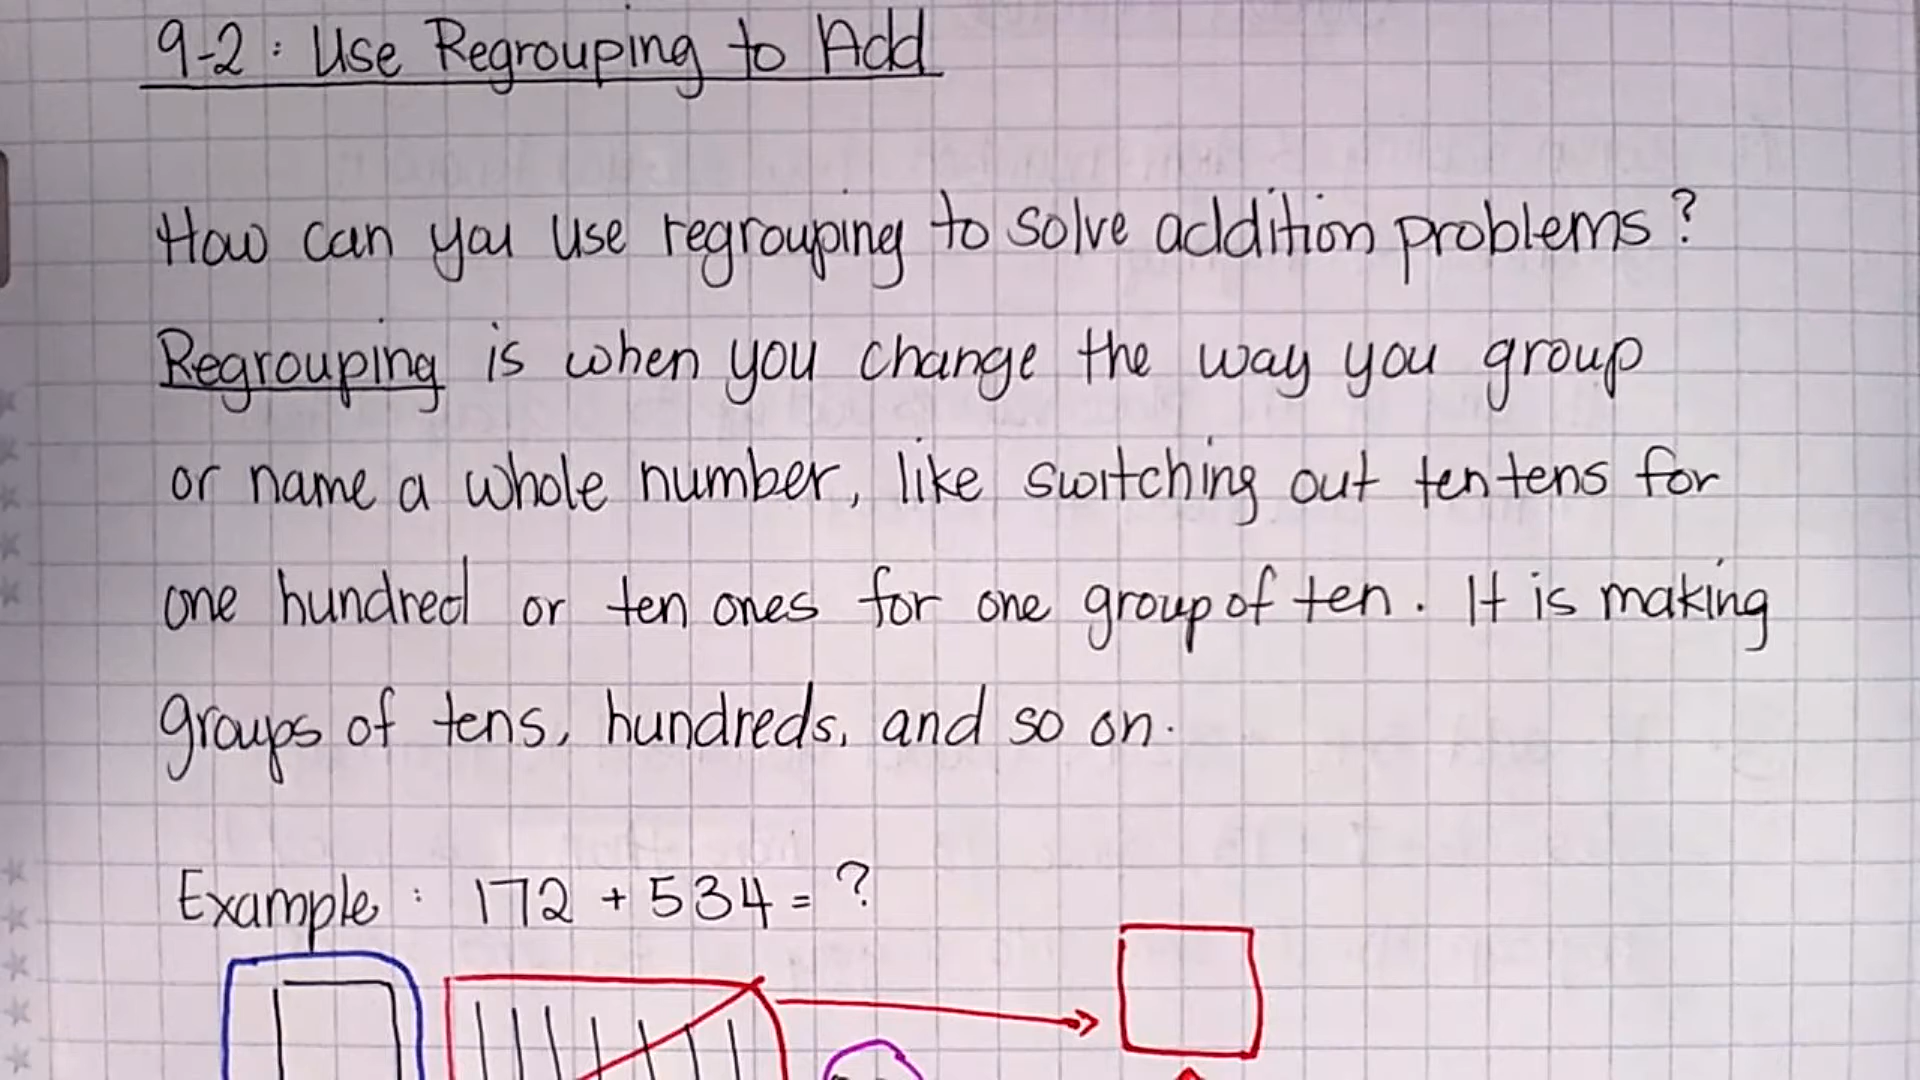 9-2: Use Regrouping to Add
How can you use regrouping to solve addition problems?
Regrouping is when you change the way you group
or name a whole number, like switching out ten tens for
one hundred or ten ones for one group of ten. It is making
groups of tens, hundreds, and so on.
Example: 172 + 534 = ?